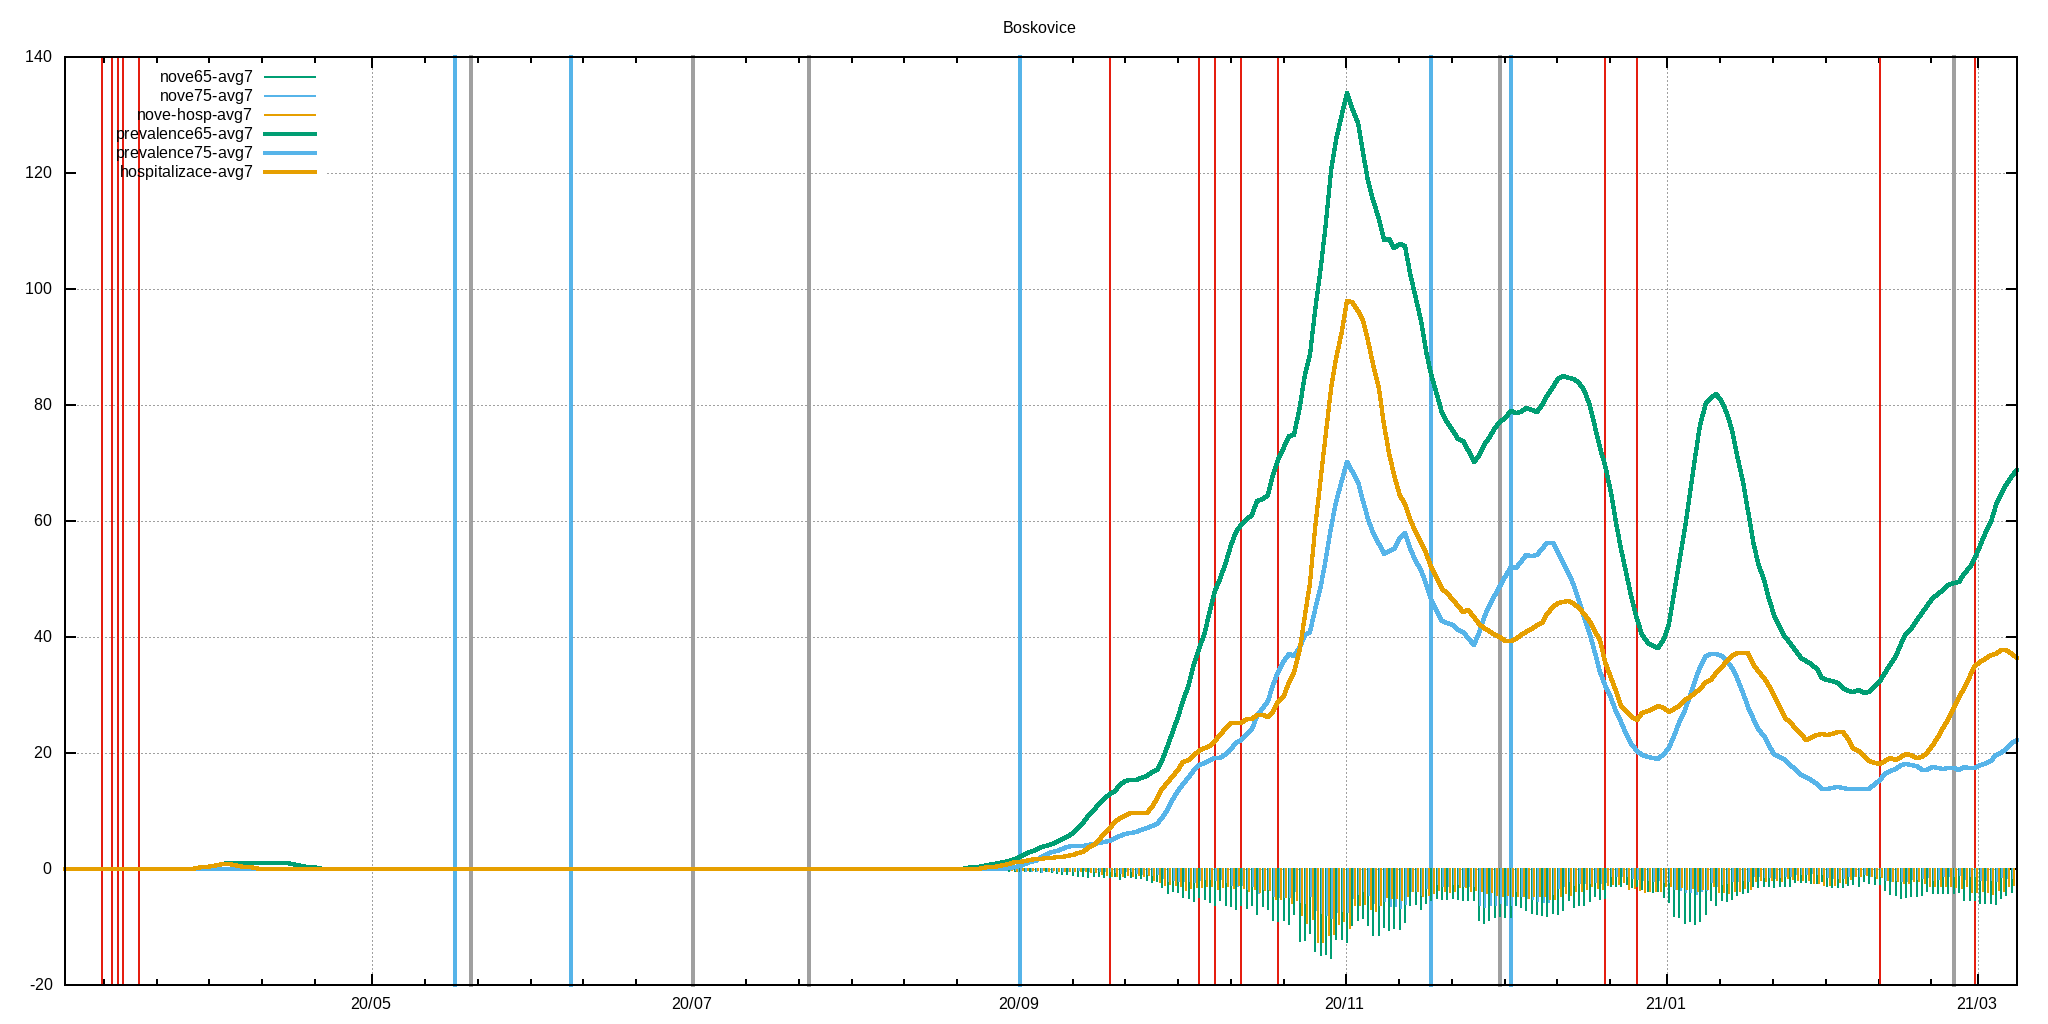 Boskovice
140
120
100
80
60
40
20
0
-20
nove65-avg7
nove75-avg7
nove-hosp-avg7
prevalence65-avg7
prevalence75-avg7
hospitalizace-avg7
20/05 20/07 20/09 20/11 21/01 21/03